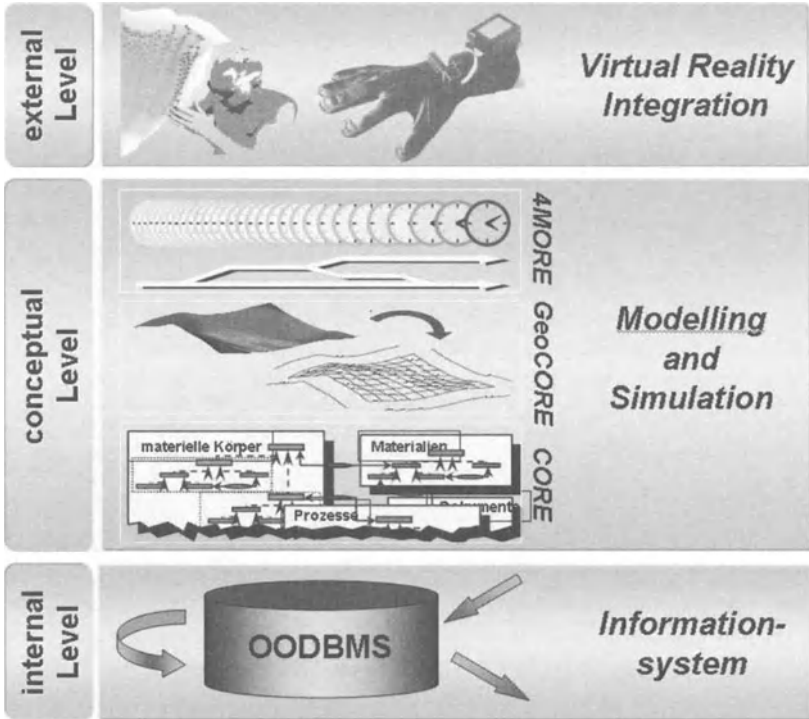 external
Level
Virtual Reality
Integration
conceptual
Level
4MORE
GeoCORE
CORE
materielle Körper
Materialien
Prozesse
Modelling
and
Simulation
internal
Level
OODBMS
Information-
system